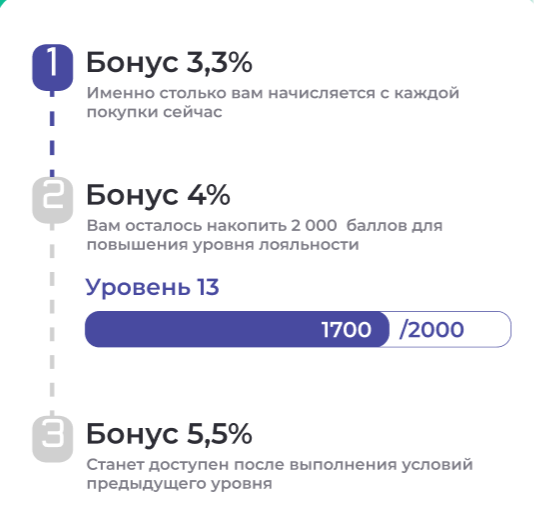 1
Бонус 3,3%
Именно столько вам начисляется с каждой
покупки сейчас
2
Бонус 4%
Вам осталось накопить 2 000 баллов для
повышения уровня лояльности
Уровень 13
1700 /2000
3
Бонус 5,5%
Станет доступен после выполнения условий
предыдущего уровня